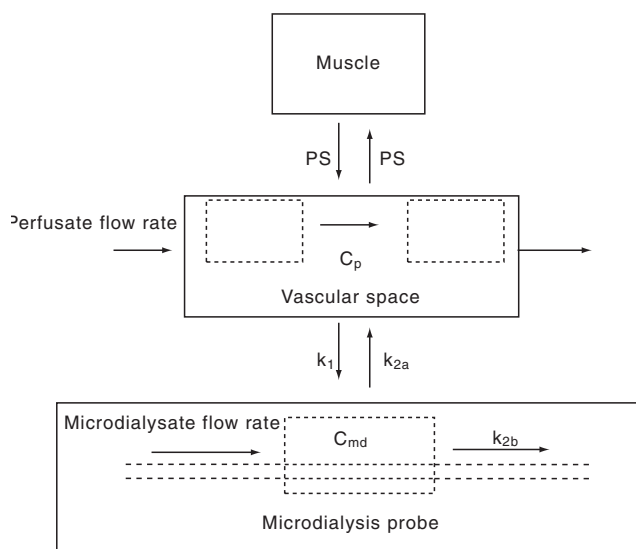 Muscle
PS PS
Perfusate flow rate
Cp
Vascular space
k1 k2a
Microdialysate flow rate
Cmd k2b
Microdialysis probe